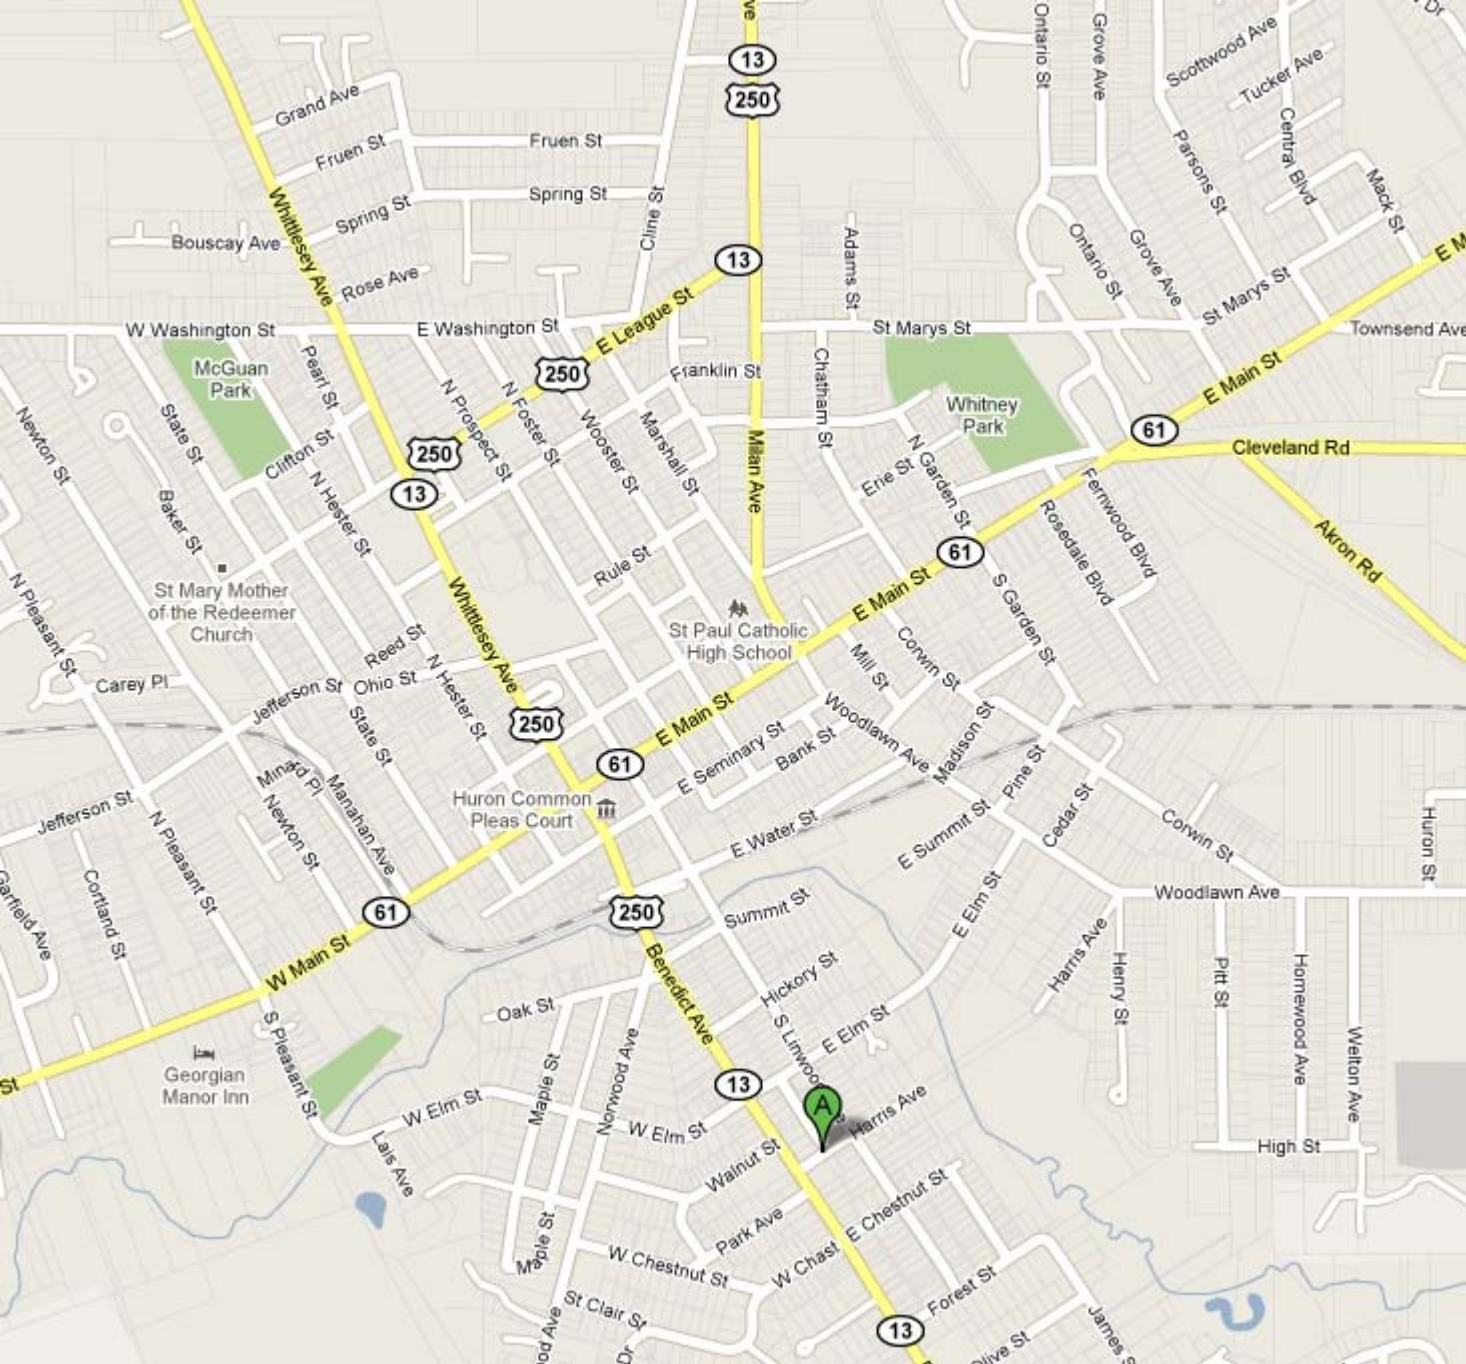 13
250
Ontario St
Grove Ave
Scottwood Ave
Tucker Ave
Central Blvd
Grand Ave
Fruen St
Fruen St
Parsons St
Mack St
Whittlesey Ave
Spring St
Spring St
Cline St
Bouscay Ave
Adams St
Ontario St
Grove Ave
13
Rose Ave
E League St
St Marys St
W Washington St
E Washington St
St Marys St
Townsend Ave
McGuan
Park
Pearl St
250
Franklin St
Chatham St
E Main St
Newton St
State St
N Prospect St
N Foster St
Wooster St
Marshall St
Whitney
Park
61
Clifton St
250
Milan Ave
Cleveland Rd
13
Erie St
N Garden St
Baker St
N Hester St
Rosedale Blvd
Fernwood Blvd
Akron Rd
61
Rule St
E Main St
St Mary Mother
of the Redeemer
Church
N Pleasant St
Whittlesey Ave
St Paul Catholic
High School
S Garden St
Reed St
Corwin St
Mill St
Carey Pl
Jefferson St
Ohio St
N Hester St
State St
250
E Main St
Woodlawn Ave
Madison St
61
E Seminary St
Bank St
Pine St
Minard Pl
Manahan Ave
Newton St
Huron Common
Pleas Court
Jefferson St
N Pleasant St
E Water St
E Summit St
Cedar St
Corwin St
Huron St
Garfield Ave
Cortland St
61
250
Summit St
E Elm St
Woodlawn Ave
W Main St
Benedict Ave
Hickory St
Harris Ave
Henry St
Pitt St
Homewood Ave
Welton Ave
Oak St
S Pleasant St
S Linwood
E Elm St
St
Georgian
Manor Inn
Maple St
Norwood Ave
13
A
W Elm St
W Elm St
Harris Ave
Lais Ave
Walnut St
High St
Maple St
Park Ave
E Chestnut St
W Chestnut St
W Chast
St Clair St
Forest St
13
James S
Olive St
ood Ave
Dr